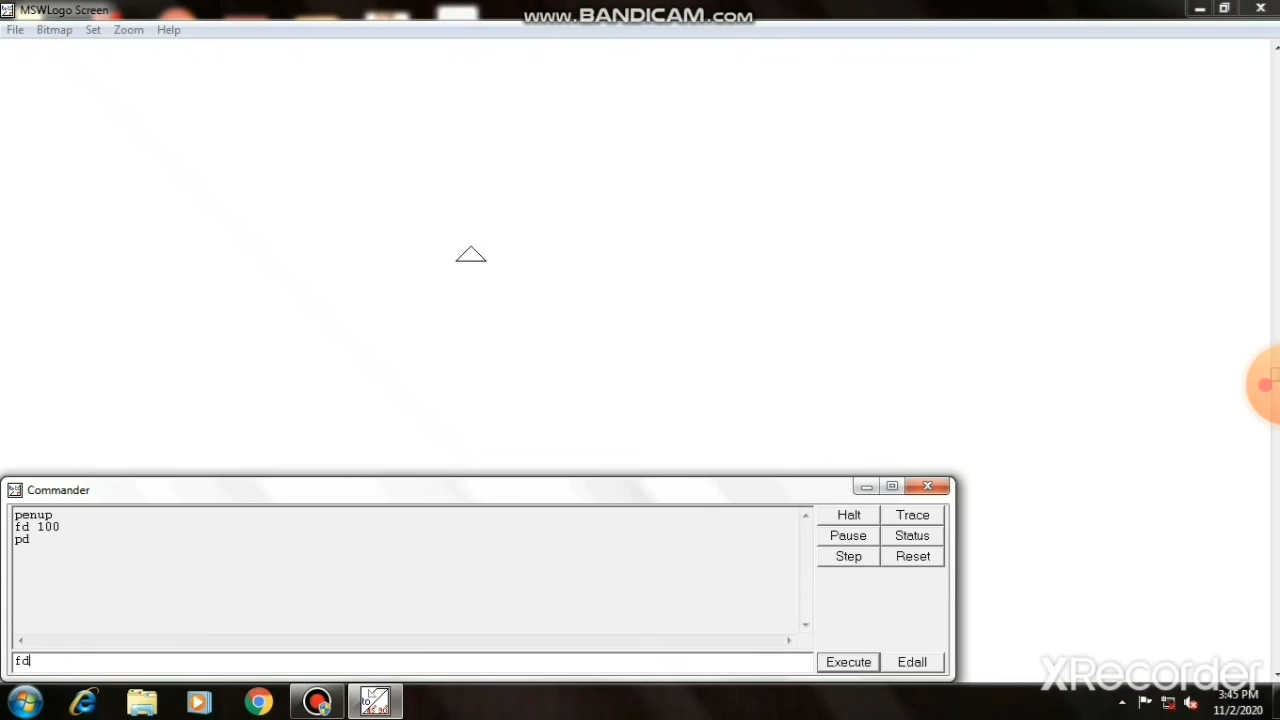 MSWLogo Screen
www.BANDICAM.com
File Bitmap Set Zoom Help
Commander
penup
fd 100
pd
Halt Trace
Pause Status
Step Reset
fd
Execute Edall
XRecorder
3:45 PM
11/2/2020